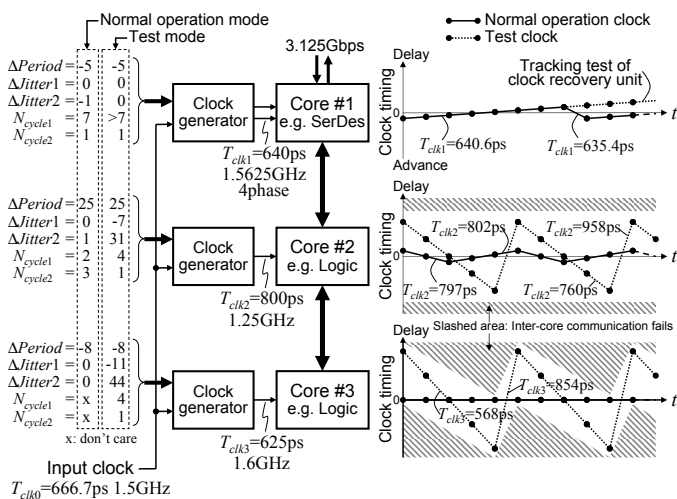 Normal operation mode
Test mode
ΔPeriod = -5 -5
ΔJitter1 = 0 0
ΔJitter2 = -1 0
Ncycle1 = 7 >7
Ncycle2 = 1 1
Clock generator
3.125Gbps
Core #1
e.g. SerDes
Tclk1=640ps
1.5625GHz
4phase
ΔPeriod = 25 25
ΔJitter1 = 0 -7
ΔJitter2 = 1 31
Ncycle1 = 2 4
Ncycle2 = 3 1
Clock generator
Core #2
e.g. Logic
Tclk2=800ps
1.25GHz
ΔPeriod = -8 -8
ΔJitter1 = 0 -11
ΔJitter2 = 0 44
Ncycle1 = x 4
Ncycle2 = x 1
x: don't care
Clock generator
Core #3
e.g. Logic
Tclk3=625ps
1.6GHz
Input clock
Tclk0=666.7ps 1.5GHz
Normal operation clock
Test clock
Delay
Tracking test of
clock recovery unit
Clock timing
0
t
Tclk1=640.6ps
Tclk1=635.4ps
Advance
Delay
Clock timing
0
t
Tclk2=802ps
Tclk2=958ps
Tclk2=797ps
Tclk2=760ps
Slashed area: Inter-core communication fails
Delay
Clock timing
0
t
Tclk3=854ps
Tclk3=568ps